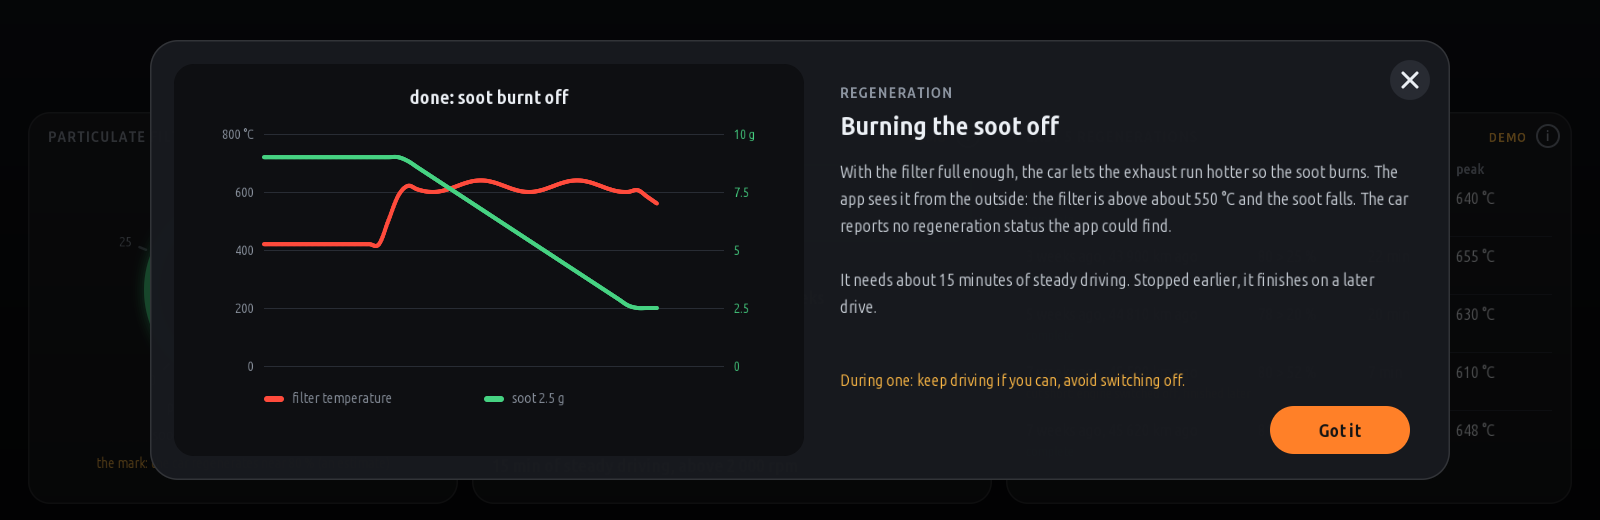 done: soot burnt off
800 °C
10 g
600
7.5
400
5
200
2.5
0
0
filter temperature
soot 2.5 g
REGENERATION
Burning the soot off
With the filter full enough, the car lets the exhaust run hotter so the soot burns. The
app sees it from the outside: the filter is above about 550 °C and the soot falls. The car
reports no regeneration status the app could find.
It needs about 15 minutes of steady driving. Stopped earlier, it finishes on a later
drive.
During one: keep driving if you can, avoid switching off.
Got it
PARTICULATE
25
the mark:
DEMO
i
peak
640 °C
655 °C
630 °C
610 °C
648 °C